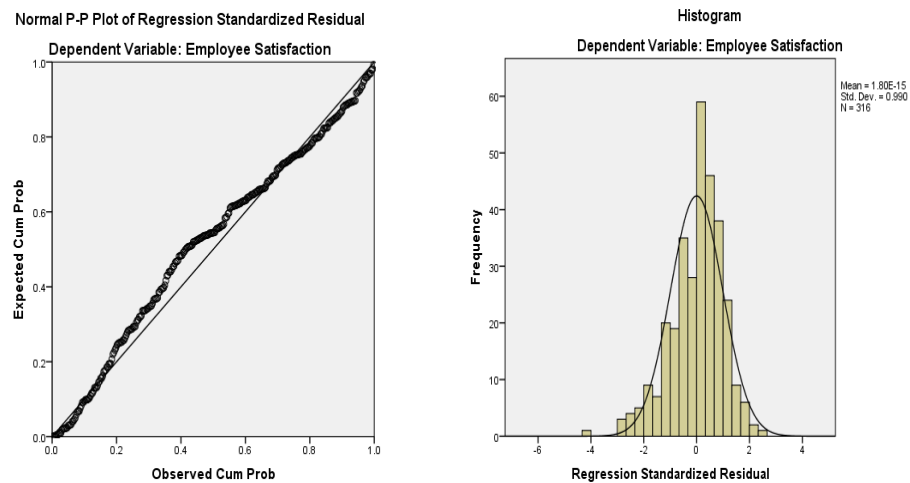 Normal P-P Plot of Regression Standardized Residual
Dependent Variable: Employee Satisfaction
1.0
0.8
0.6
0.4
0.2
0.0
0.0 0.2 0.4 0.6 0.8 1.0
Expected Cum Prob
Observed Cum Prob
Histogram
Dependent Variable: Employee Satisfaction
Mean = 1.80E-15
Std. Dev. = 0.990
N = 316
60
50
40
30
20
10
0
-6 -4 -2 0 2 4
Frequency
Regression Standardized Residual